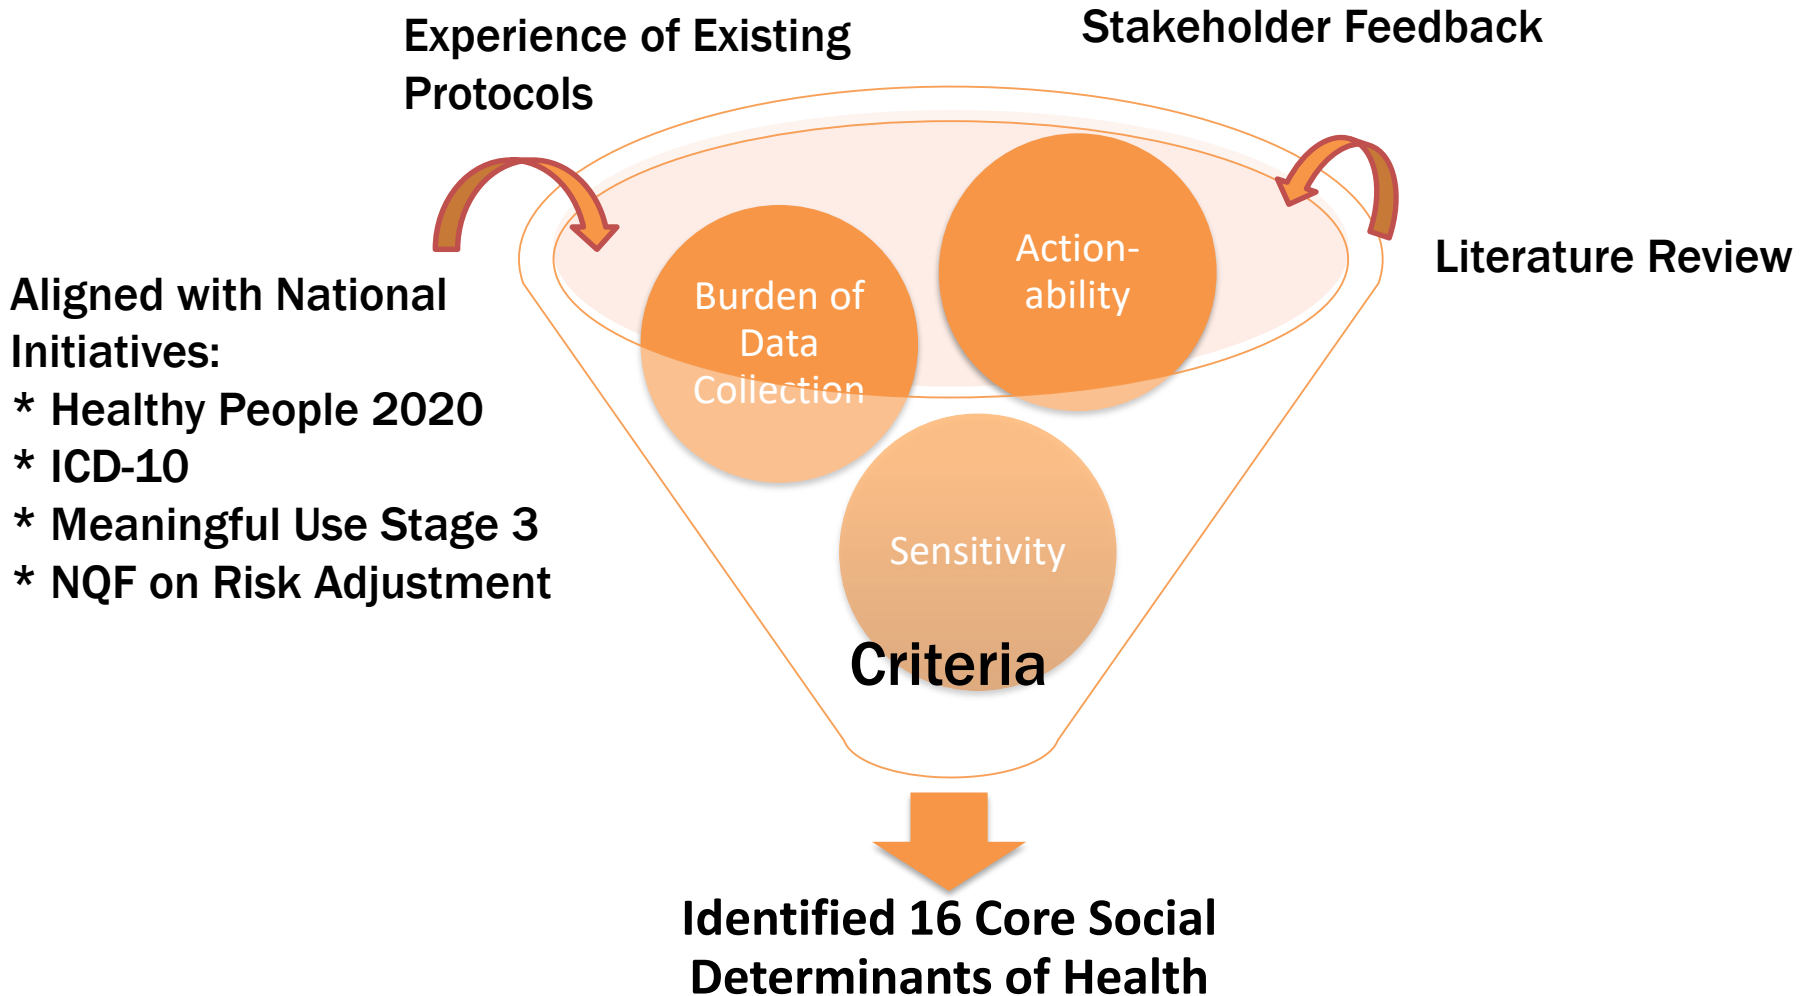 Experience of Existing
Protocols
Stakeholder Feedback
Literature Review
Aligned with National
Initiatives:
* Healthy People 2020
* ICD-10
* Meaningful Use Stage 3
* NQF on Risk Adjustment
Burden of
Data
Collection
Action-
ability
Sensitivity
Criteria
Identified 16 Core Social
Determinants of Health